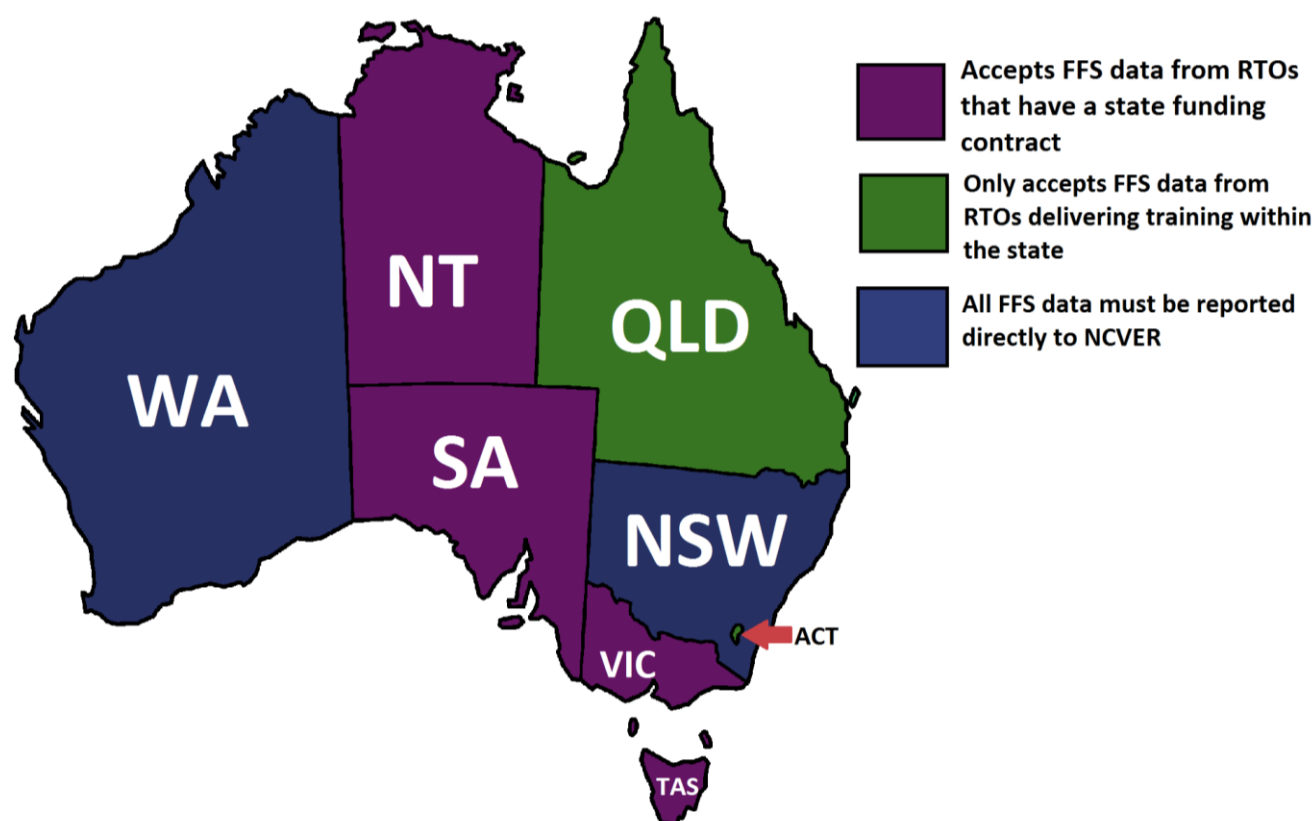 Accepts FFS data from RTOs
that have a state funding
contract
Only accepts FFS data from
RTOs delivering training within
the state
All FFS data must be reported
directly to NCVER
NT
QLD
WA
SA
NSW
ACT
VIC
TAS